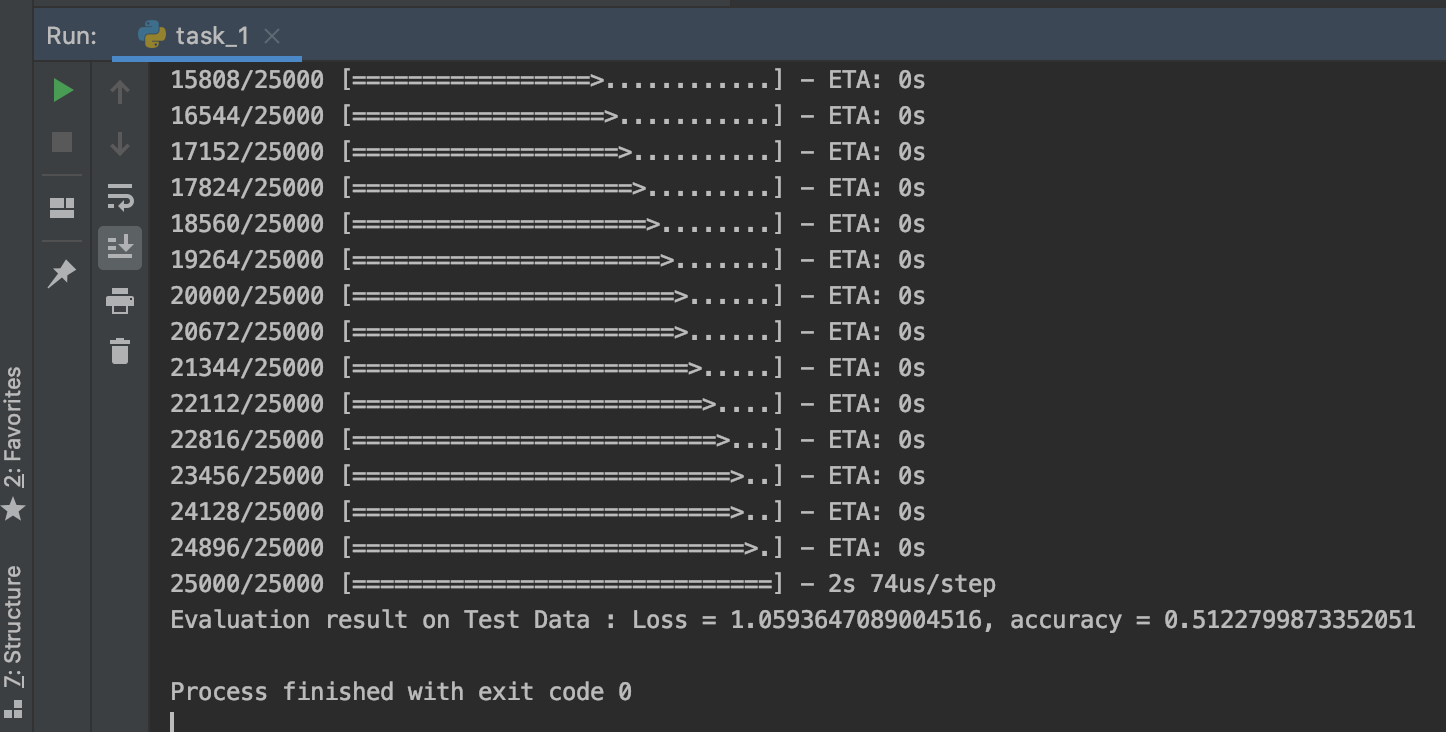 Run: task_1
15808/25000 [=================>............] - ETA: 0s
16544/25000 [==================>...........] - ETA: 0s
17152/25000 [===================>..........] - ETA: 0s
17824/25000 [====================>.........] - ETA: 0s
18560/25000 [=====================>........] - ETA: 0s
19264/25000 [======================>.......] - ETA: 0s
20000/25000 [=======================>......] - ETA: 0s
20672/25000 [=======================>......] - ETA: 0s
21344/25000 [========================>.....] - ETA: 0s
22112/25000 [=========================>....] - ETA: 0s
22816/25000 [==========================>...] - ETA: 0s
23456/25000 [===========================>..] - ETA: 0s
24128/25000 [===========================>..] - ETA: 0s
24896/25000 [============================>.] - ETA: 0s
25000/25000 [==============================] - 2s 74us/step
Evaluation result on Test Data : Loss = 1.0593647089004516, accuracy = 0.5122799873352051
Process finished with exit code 0
2: Favorites
7: Structure